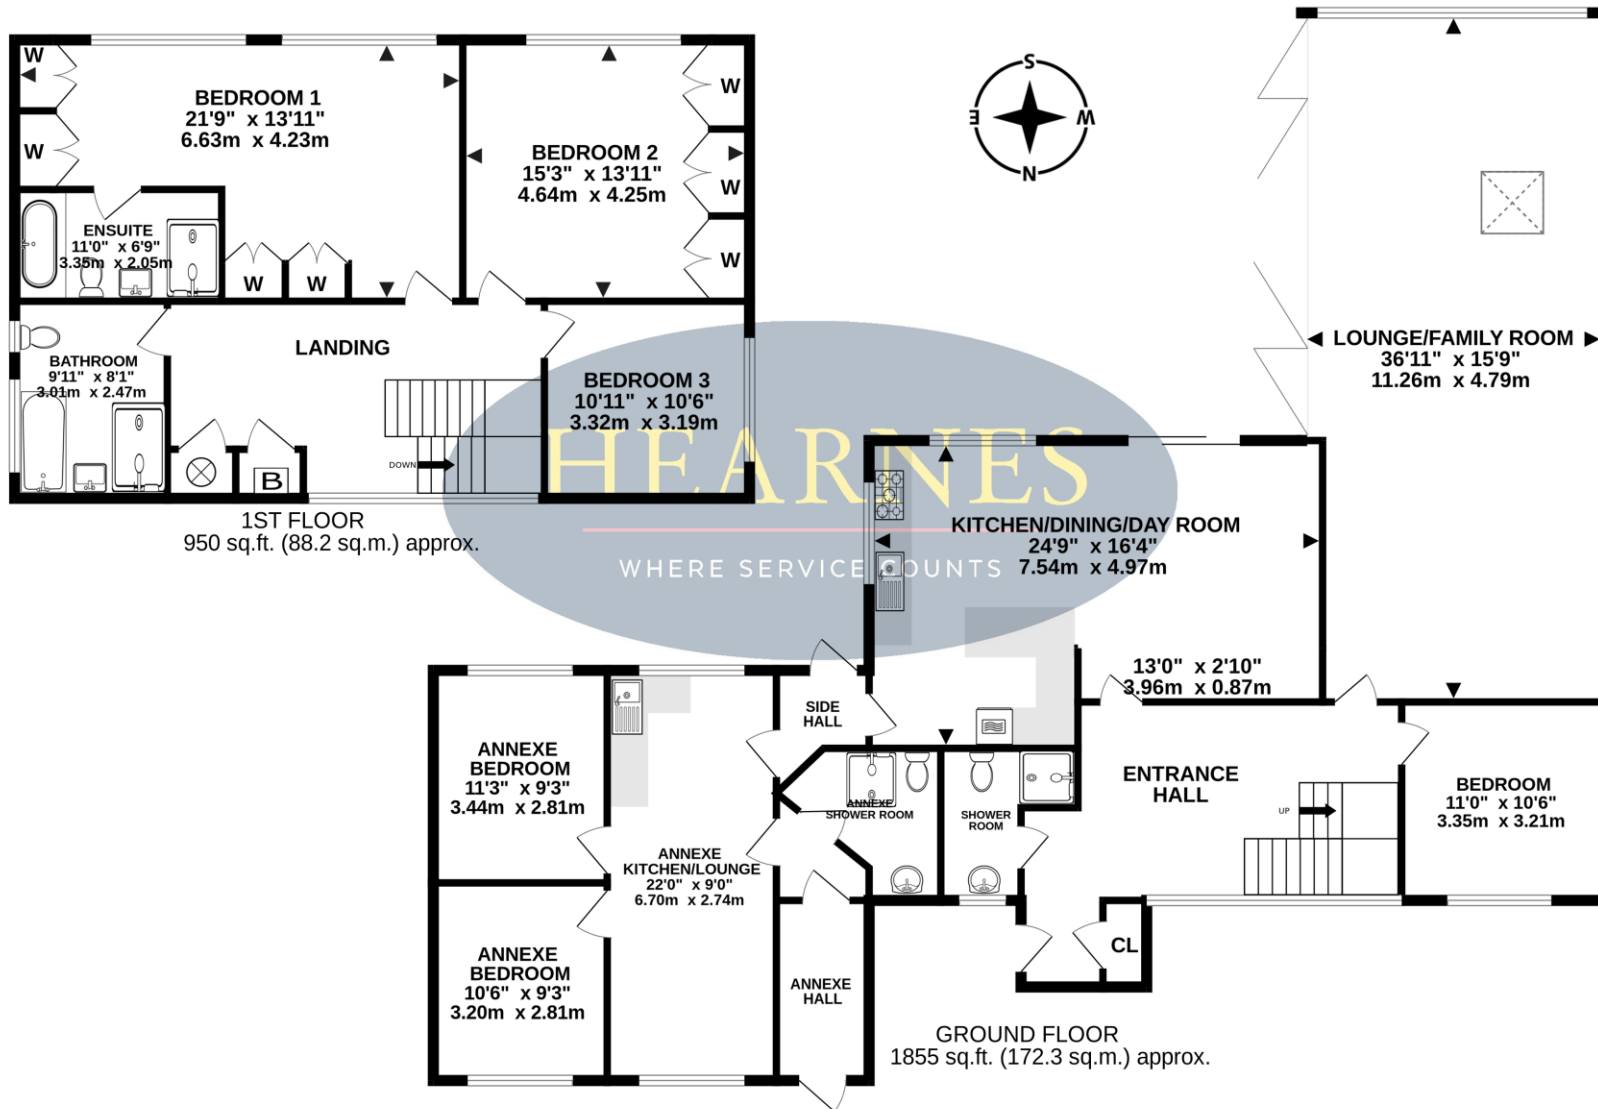 W
W
BEDROOM 1
21'9" x 13'11"
6.63m x 4.23m
W
W
ENSUITE
11'0" x 6'9"
3.35m x 2.05m
BEDROOM 2
15'3" x 13'11"
4.64m x 4.25m
W
W
W
BATHROOM
9'11" x 8'1"
3.01m x 2.47m
LANDING
DOWN
B
BEDROOM 3
10'11" x 10'6"
3.32m x 3.19m
1ST FLOOR
950 sq.ft. (88.2 sq.m.) approx.
S
E
W
N
LOUNGE/FAMILY ROOM
36'11" x 15'9"
11.26m x 4.79m
HEARNES
WHERE SERVICE COUNTS
KITCHEN/DINING/DAY ROOM
24'9" x 16'4"
7.54m x 4.97m
13'0" x 2'10"
3.96m x 0.87m
SIDE
HALL
ANNEXE
BEDROOM
11'3" x 9'3"
3.44m x 2.81m
ANNEXE
KITCHEN/LOUNGE
22'0" x 9'0"
6.70m x 2.74m
ANNEXE
SHOWER ROOM
SHOWER
ROOM
ENTRANCE
HALL
UP
BEDROOM
11'0" x 10'6"
3.35m x 3.21m
ANNEXE
BEDROOM
10'6" x 9'3"
3.20m x 2.81m
ANNEXE
HALL
CL
GROUND FLOOR
1855 sq.ft. (172.3 sq.m.) approx.